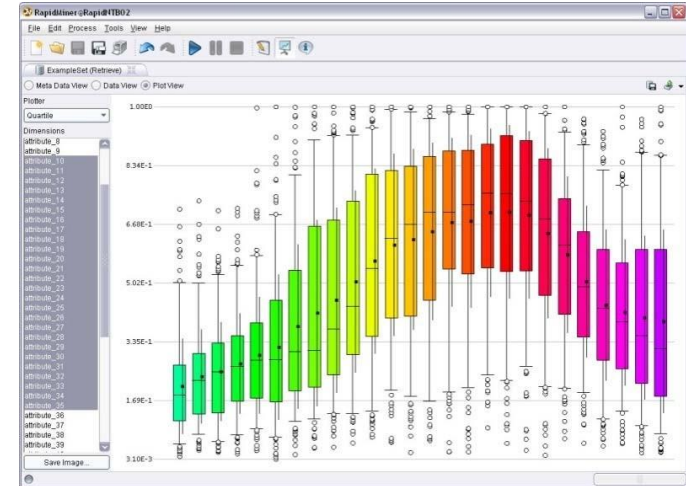 RapidMiner@RapidNTB02
File Edit Process Tools View Help
ExampleSet (Retrieve)
Meta Data View Data View Plot View
Plotter
Quartile
Dimensions
attribute_8
attribute_9
attribute_10
attribute_11
attribute_12
attribute_13
attribute_14
attribute_15
attribute_16
attribute_17
attribute_18
attribute_19
attribute_20
attribute_21
attribute_22
attribute_23
attribute_24
attribute_25
attribute_26
attribute_27
attribute_28
attribute_29
attribute_30
attribute_31
attribute_32
attribute_33
attribute_34
attribute_35
attribute_36
attribute_37
attribute_38
attribute_39
Save Image...
1.00E0
8.34E-1
6.68E-1
5.02E-1
3.35E-1
1.69E-1
3.10E-3